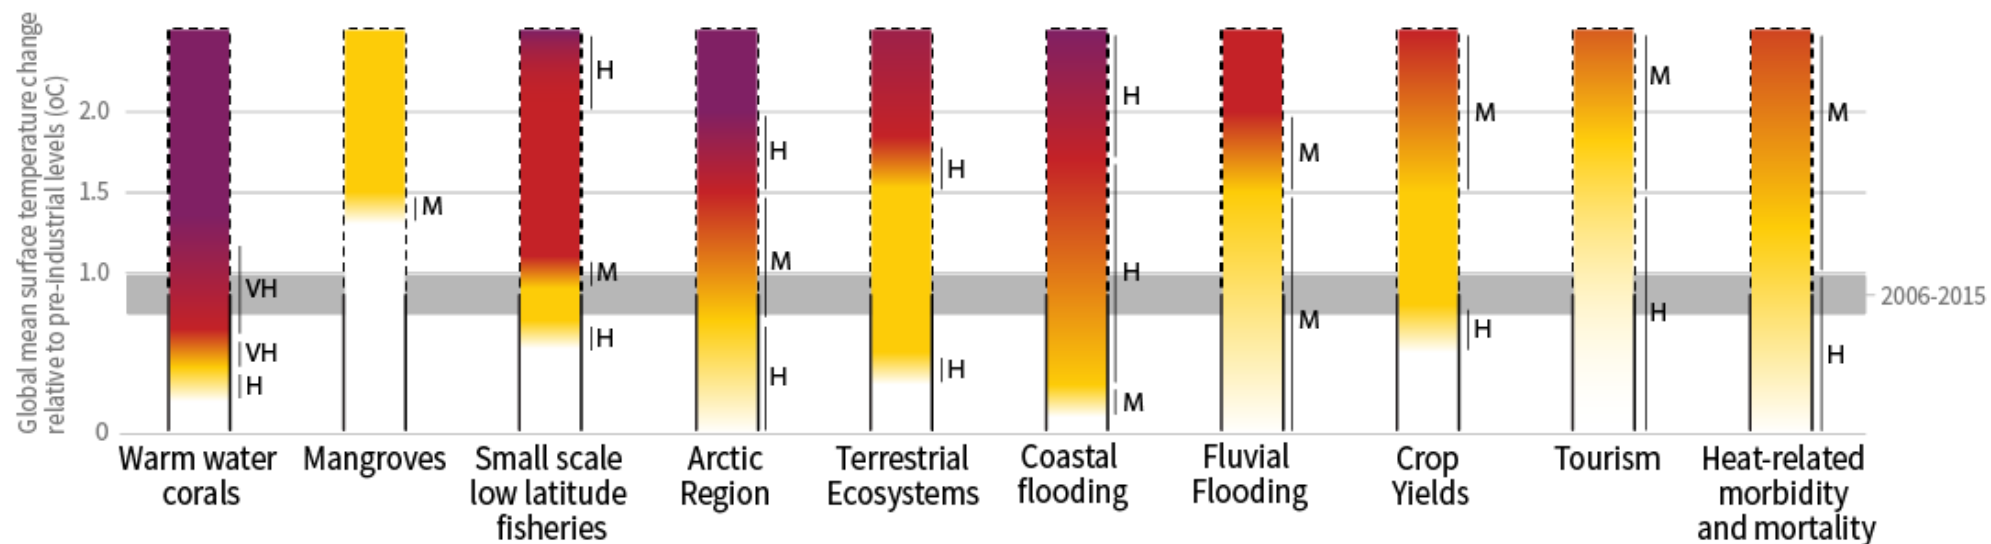 Global mean surface temperature change
relative to pre-industrial levels (oC)
2.0
1.5
1.0
0
VH
VH
H
M
H
M
H
H
M
H
H
H
H
H
M
M
M
M
H
M
H
M
H
2006-2015
Warm water
corals
Mangroves
Small scale
low latitude
fisheries
Arctic
Region
Terrestrial
Ecosystems
Coastal
flooding
Fluvial
Flooding
Crop
Yields
Tourism
Heat-related
morbidity
and mortality